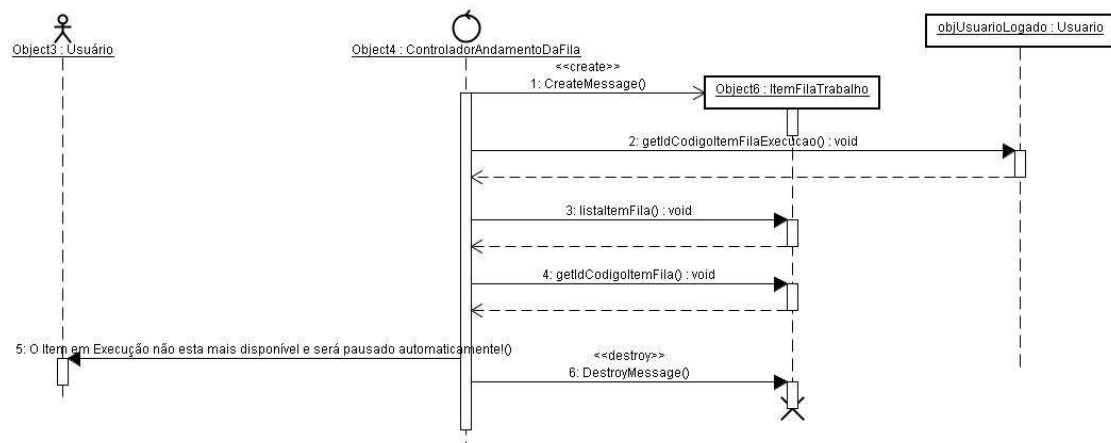 Object3 : Usuário
Object4 : ControladorAndamentoDaFila
objUsuarioLogado : Usuario
<<create>>
1: CreateMessage()
Object6 : ItemFilaTrabalho
2: getIdCodigoItemFilaExecucao() : void
3: listaItemFila() : void
4: getIdCodigoItemFila() : void
5: O Item em Execução não esta mais disponível e será pausado automaticamente!()
<<destroy>>
6: DestroyMessage()